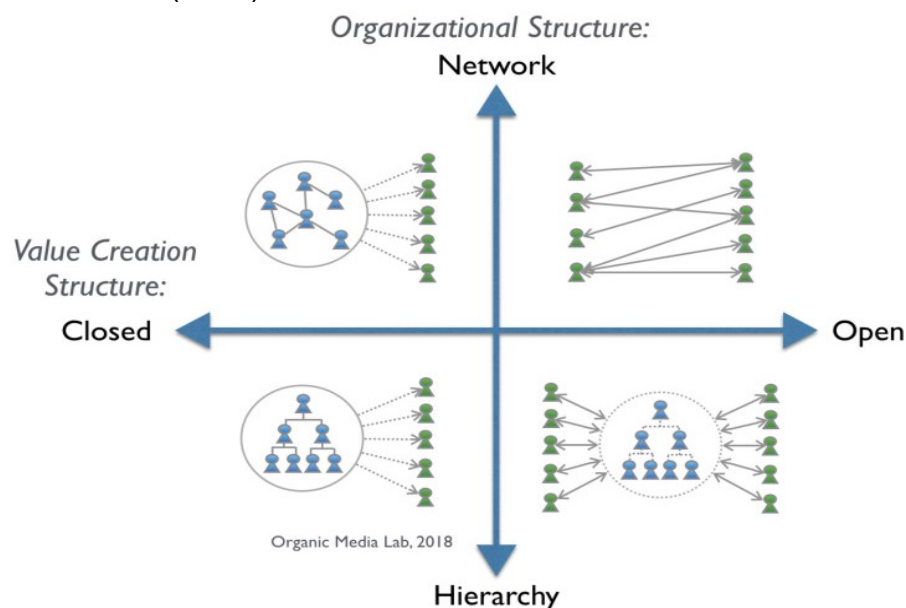 Organizational Structure:
Network
Value Creation
Structure:
Closed
Open
Organic Media Lab, 2018
Hierarchy